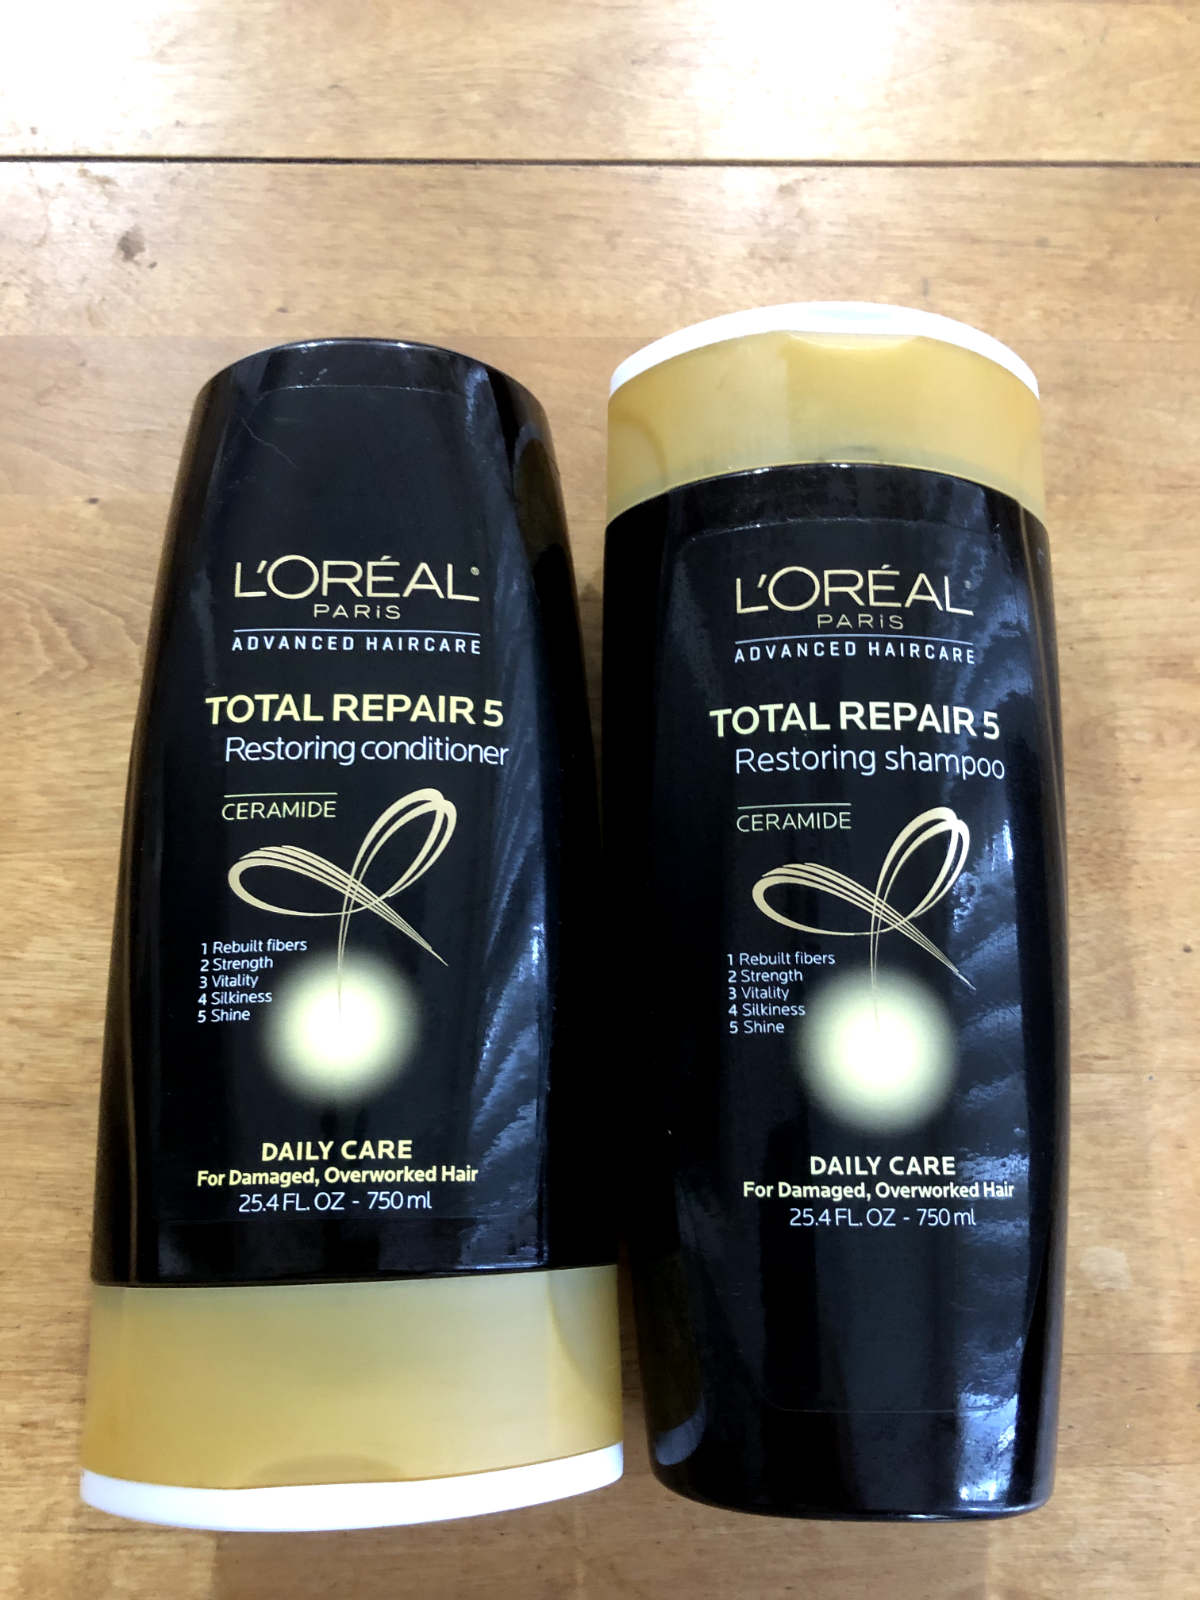 L'ORÉAL®
PARiS
ADVANCED HAIRCARE
TOTAL REPAIR 5
Restoring conditioner
CERAMIDE
1 Rebuilt fibers
2 Strength
3 Vitality
4 Silkiness
5 Shine
DAILY CARE
For Damaged, Overworked Hair
25.4 FL. OZ - 750 ml
L'ORÉAL®
PARiS
ADVANCED HAIRCARE
TOTAL REPAIR 5
Restoring shampoo
CERAMIDE
1 Rebuilt fibers
2 Strength
3 Vitality
4 Silkiness
5 Shine
DAILY CARE
For Damaged, Overworked Hair
25.4 FL. OZ - 750 ml